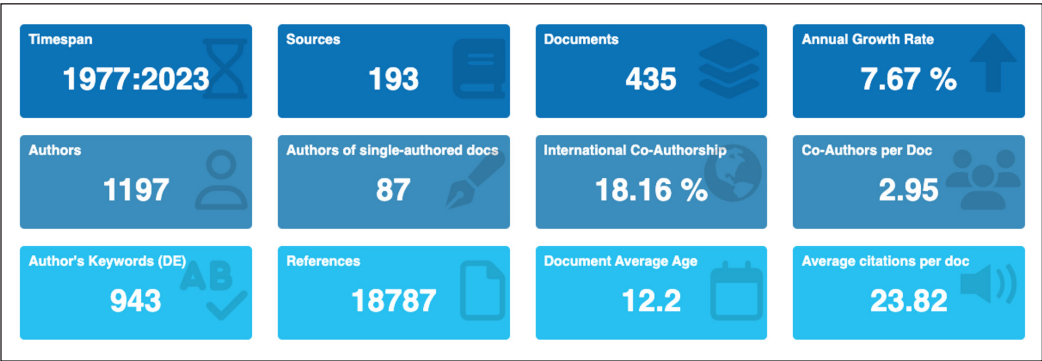 Timespan
1977:2023
Sources
193
Documents
435
Annual Growth Rate
7.67 %
Authors
1197
Authors of single-authored docs
87
International Co-Authorship
18.16 %
Co-Authors per Doc
2.95
Author's Keywords (DE)
943
AB
References
18787
Document Average Age
12.2
Average citations per doc
23.82